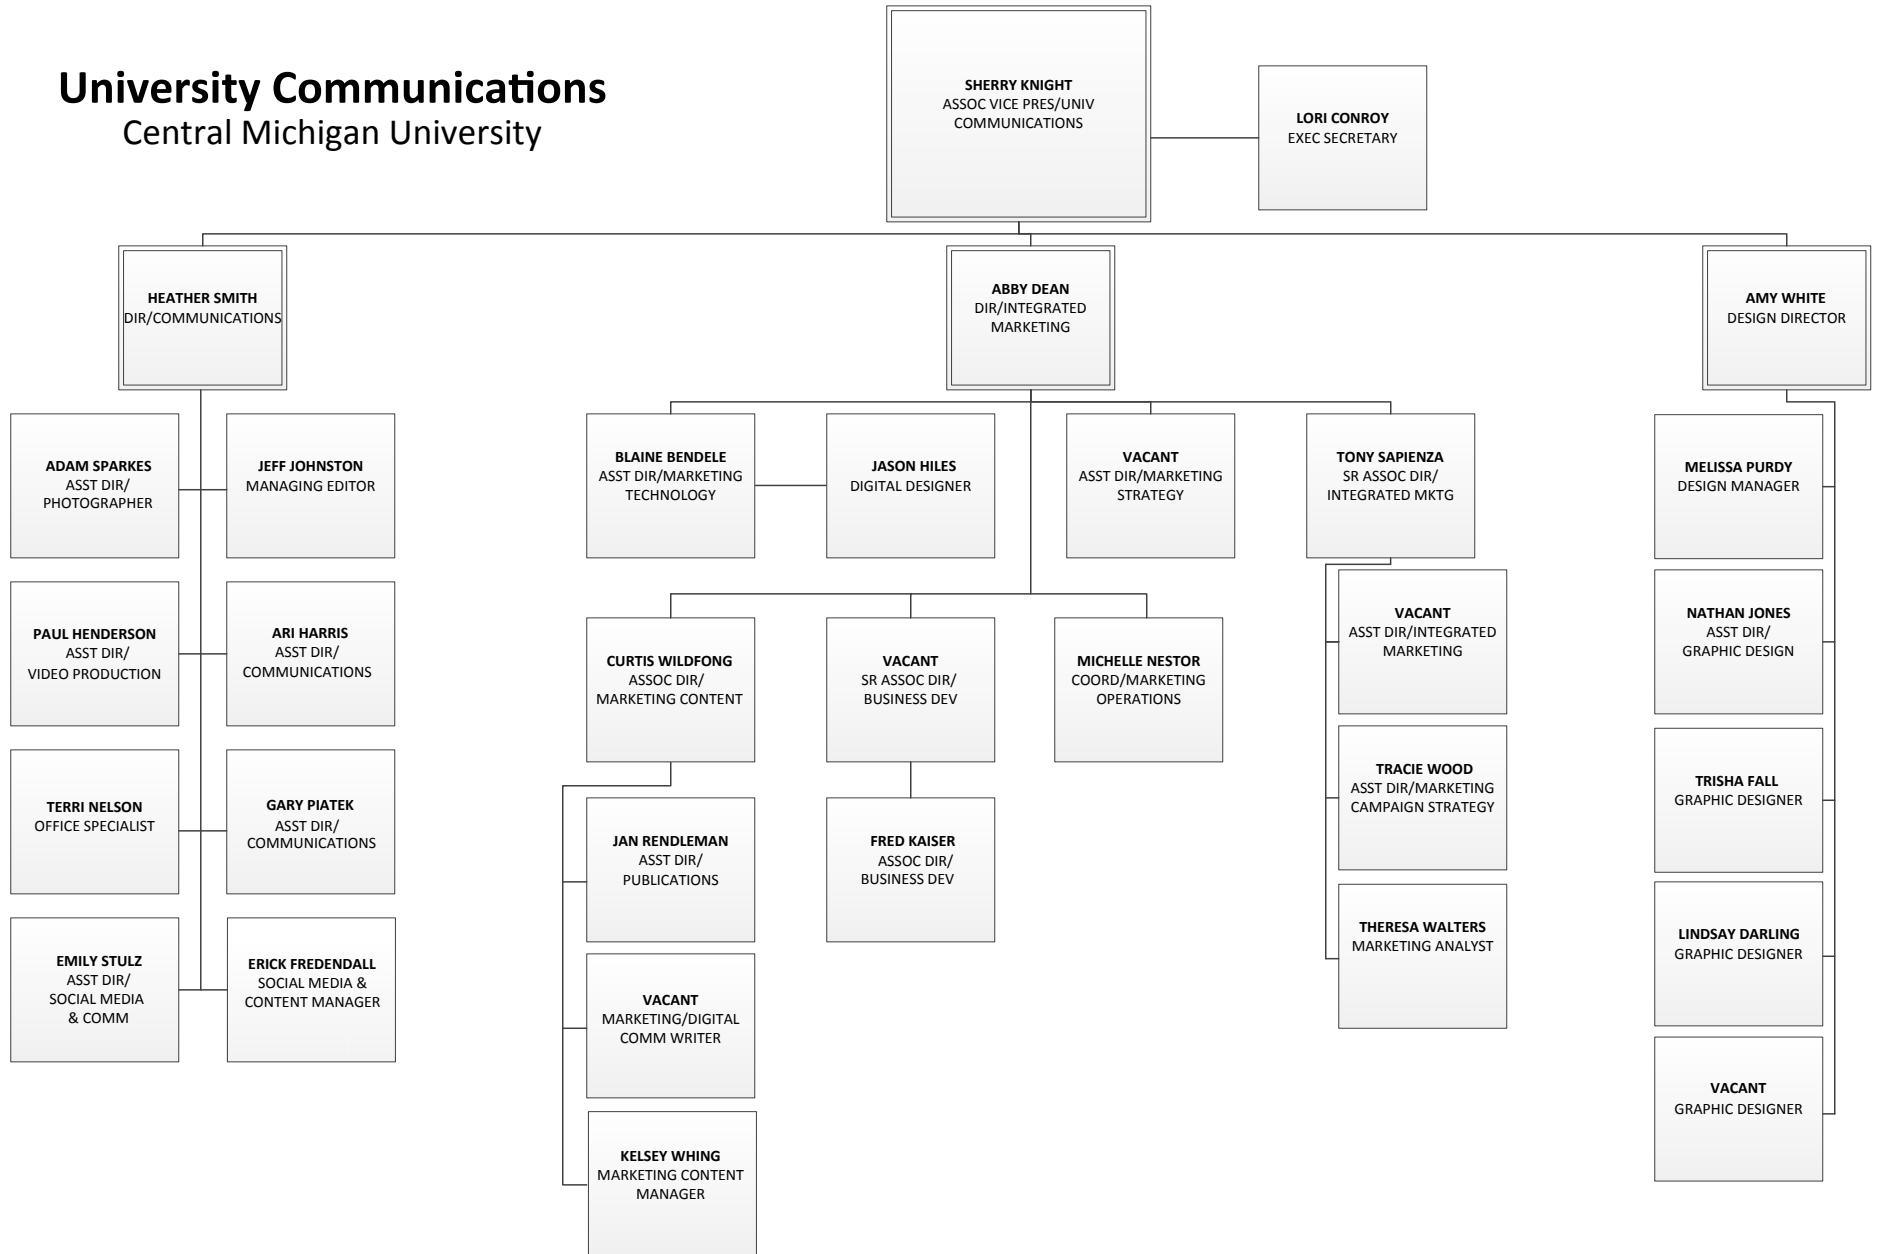 University Communications
Central Michigan University
SHERRY KNIGHT
ASSOC VICE PRES/UNIV
COMMUNICATIONS
LORI CONROY
EXEC SECRETARY
HEATHER SMITH
DIR/COMMUNICATIONS
ABBY DEAN
DIR/INTEGRATED
MARKETING
AMY WHITE
DESIGN DIRECTOR
ADAM SPARKES
ASST DIR/
PHOTOGRAPHER
JEFF JOHNSTON
MANAGING EDITOR
PAUL HENDERSON
ASST DIR/
VIDEO PRODUCTION
ARI HARRIS
ASST DIR/
COMMUNICATIONS
TERRI NELSON
OFFICE SPECIALIST
GARY PIATEK
ASST DIR/
COMMUNICATIONS
EMILY STULZ
ASST DIR/
SOCIAL MEDIA
& COMM
ERICK FREDENDALL
SOCIAL MEDIA &
CONTENT MANAGER
BLAINE BENDELE
ASST DIR/MARKETING
TECHNOLOGY
JASON HILES
DIGITAL DESIGNER
VACANT
ASST DIR/MARKETING
STRATEGY
TONY SAPIENZA
SR ASSOC DIR/
INTEGRATED MKTG
CURTIS WILDFONG
ASSOC DIR/
MARKETING CONTENT
VACANT
SR ASSOC DIR/
BUSINESS DEV
MICHELLE NESTOR
COORD/MARKETING
OPERATIONS
JAN RENDLEMAN
ASST DIR/
PUBLICATIONS
FRED KAISER
ASSOC DIR/
BUSINESS DEV
VACANT
MARKETING/DIGITAL
COMM WRITER
KELSEY WHING
MARKETING CONTENT
MANAGER
VACANT
ASST DIR/INTEGRATED
MARKETING
TRACIE WOOD
ASST DIR/MARKETING
CAMPAIGN STRATEGY
THERESA WALTERS
MARKETING ANALYST
MELISSA PURDY
DESIGN MANAGER
NATHAN JONES
ASST DIR/
GRAPHIC DESIGN
TRISHA FALL
GRAPHIC DESIGNER
LINDSAY DARLING
GRAPHIC DESIGNER
VACANT
GRAPHIC DESIGNER